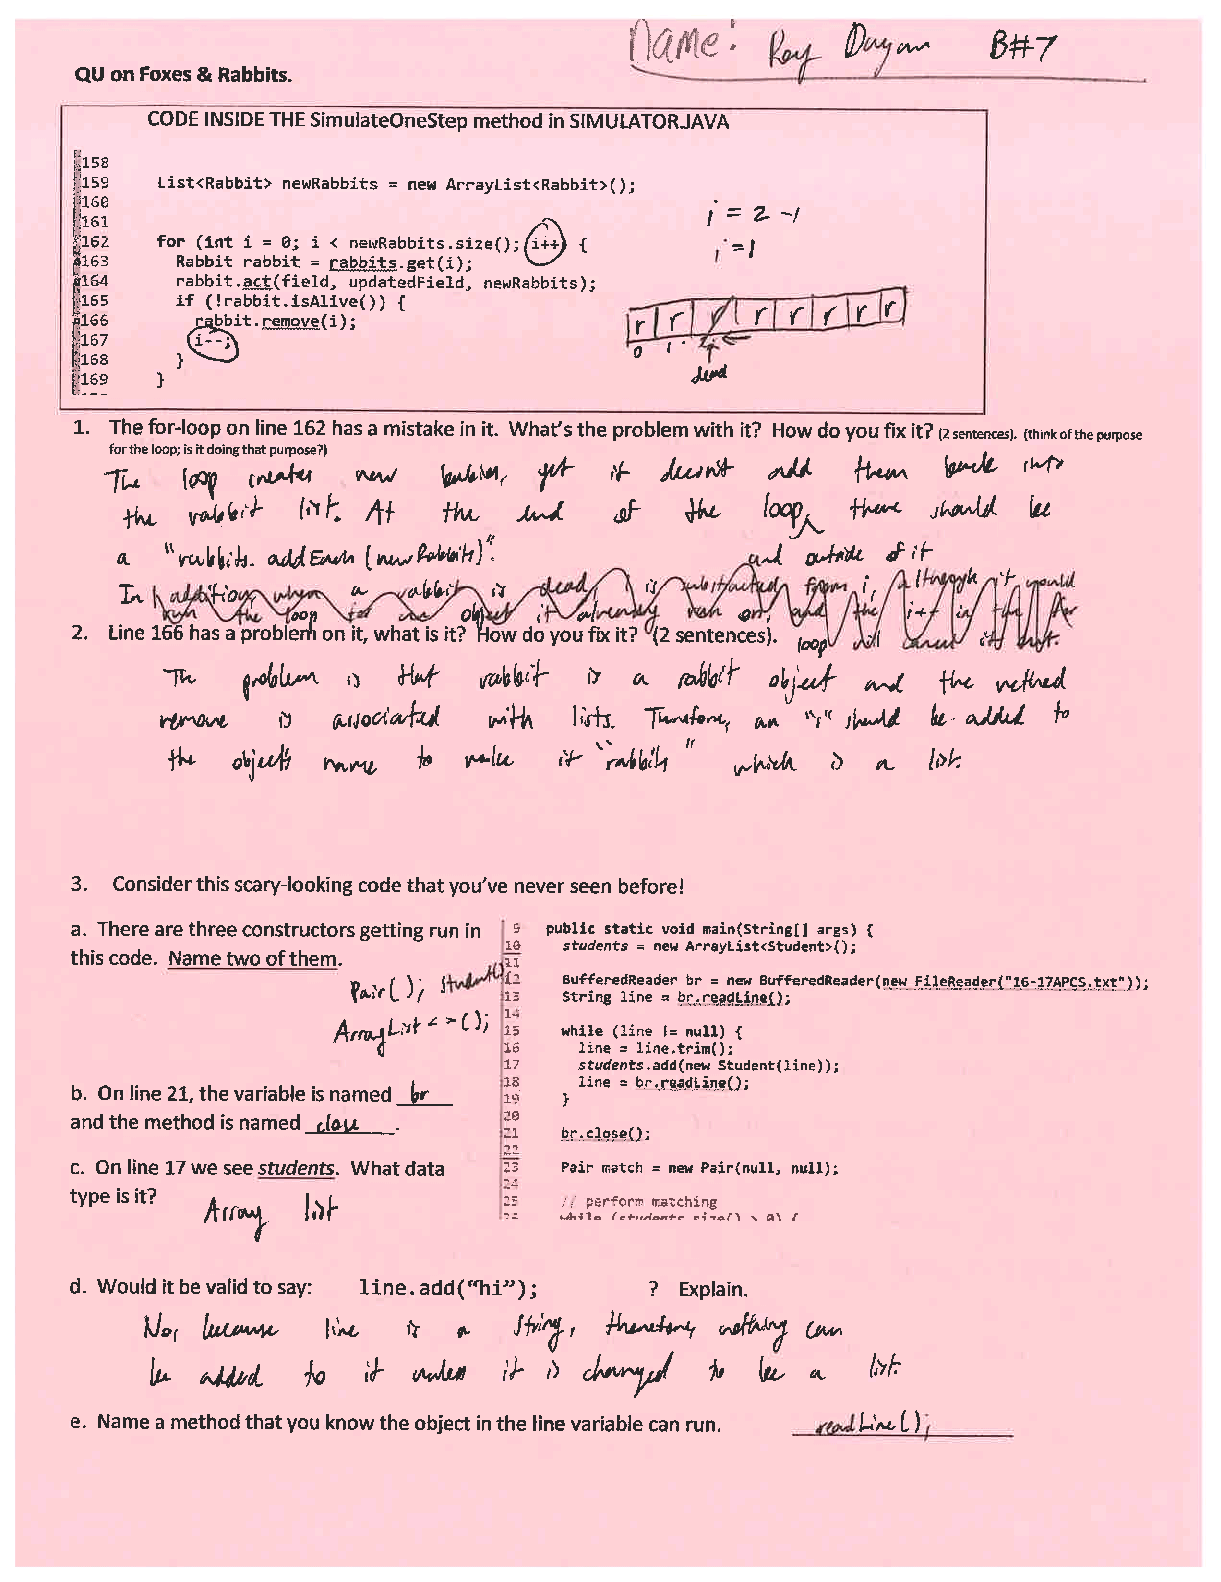 Name: Ray Dayan B#7
QU on Foxes & Rabbits.
CODE INSIDE THE SimulateOneStep method in SIMULATOR.JAVA
158
159 List<Rabbit> newRabbits = new ArrayList<Rabbit>();
160
161
162 for (int i = 0; i < newRabbits.size(); i++) {
163 Rabbit rabbit = rabbits.get(i);
164 rabbit.act(field, updatedField, newRabbits);
165 if (!rabbit.isAlive()) {
166 rabbit.remove(i);
167 i--;
168 }
169 }
i = 2 -1
i = 1
r r r r r r r r
0 1 2
dead
1. The for-loop on line 162 has a mistake in it. What's the problem with it? How do you fix it? (2 sentences). (think of the purpose
for the loop; is it doing that purpose?)
The loop creates new babies, yet it doesn't add them back into
the rabbit list. At the end of the loop, there should be
and outside of it
a "rabbits. addEach (newRabbits)".
In addition, when a rabbit is dead, 1 is subtracted from i, although it would
run the loop for an object it already ran on, and the i++ in the for
loop will cancel it out.
2. Line 166 has a problem on it, what is it? How do you fix it? (2 sentences).
The problem is that rabbit is a rabbit object and the method
remove is associated with lists. Therefore, an "s" should be added to
the objects name to make it "rabbits" which is a list.
3. Consider this scary-looking code that you've never seen before!
a. There are three constructors getting run in
this code. Name two of them.
Pair(); Student()
ArrayList < > ();
b. On line 21, the variable is named br
and the method is named close.
c. On line 17 we see students. What data
type is it?
Array list
9 public static void main(String[] args) {
10 students = new ArrayList<Student>();
11
12 BufferedReader br = new BufferedReader(new FileReader("16-17APCS.txt"));
13 String line = br.readLine();
14
15 while (line != null) {
16 line = line.trim();
17 students.add(new Student(line));
18 line = br.readLine();
19 }
20
21 br.close();
22
23 Pair match = new Pair(null, null);
24
25 // perform matching
while (students.size() > 0) {
d. Would it be valid to say: line.add("hi"); ? Explain.
No, because line is a string, therefore, nothing can
be added to it unless it is changed to be a list.
e. Name a method that you know the object in the line variable can run. readLine();